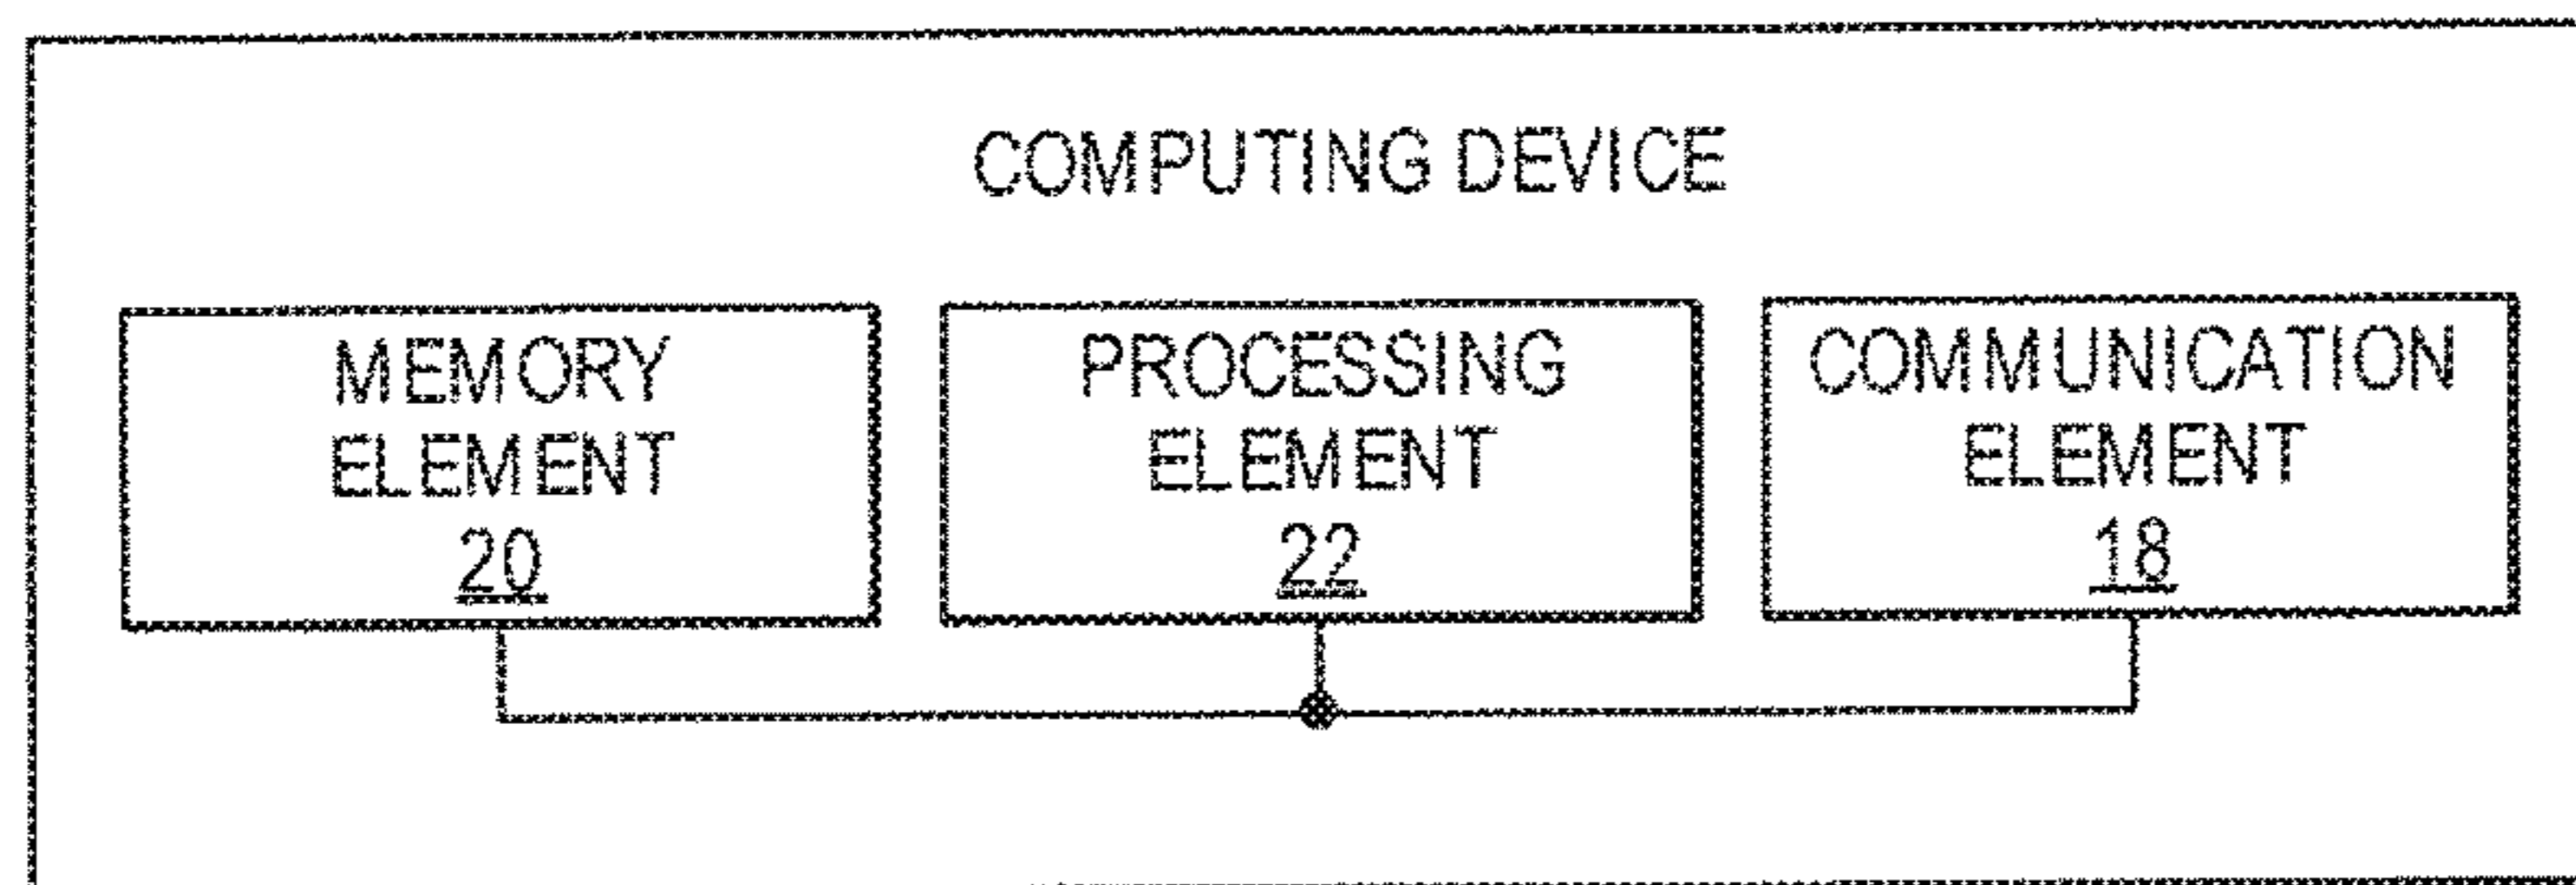 COMPUTING DEVICE
MEMORY
ELEMENT
20
PROCESSING
ELEMENT
22
COMMUNICATION
ELEMENT
18